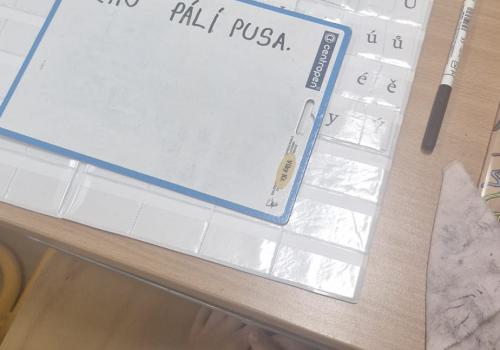 PÁLÍ PUSA.
centropen
ú ů
é ě
y ý